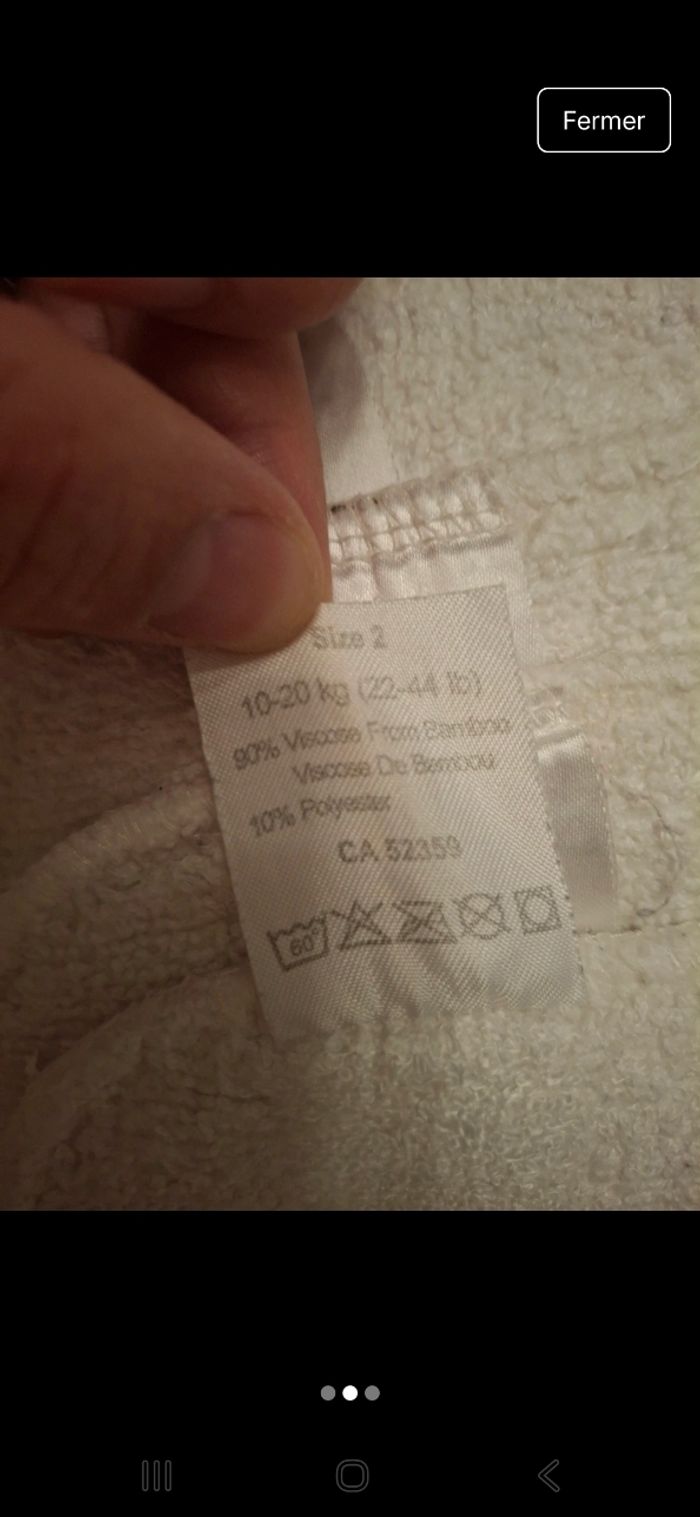 Fermer
Size 2
10-20 kg (22-44 lb)
90% Viscose From Bambou
Viscose De Bambou
10% Polyester
CA 52359
60°